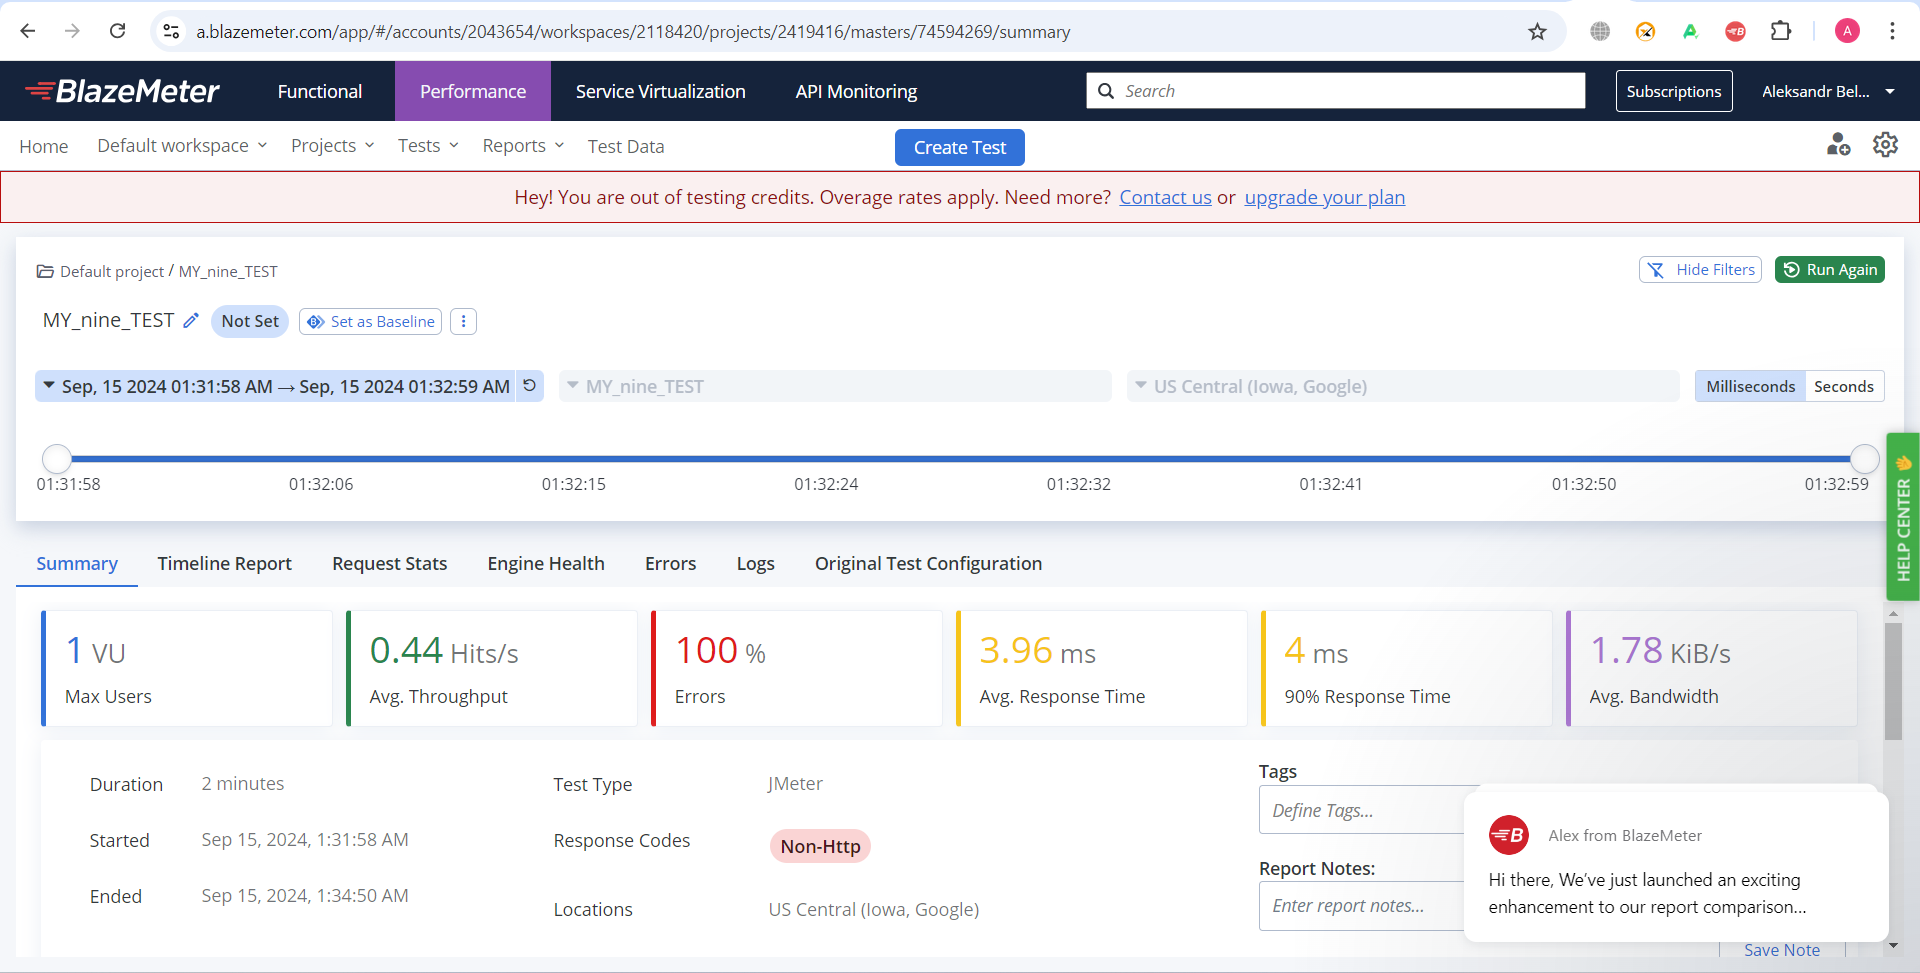 a.blazemeter.com/app/#/accounts/2043654/workspaces/2118420/projects/2419416/masters/74594269/summary
A
BlazeMeter Functional Performance Service Virtualization API Monitoring Search Subscriptions Aleksandr Bel...
Home Default workspace Projects Tests Reports Test Data Create Test
Hey! You are out of testing credits. Overage rates apply. Need more? Contact us or upgrade your plan
Default project / MY_nine_TEST Hide Filters Run Again
MY_nine_TEST Not Set Set as Baseline
Sep, 15 2024 01:31:58 AM → Sep, 15 2024 01:32:59 AM MY_nine_TEST US Central (Iowa, Google) Milliseconds Seconds
01:31:58 01:32:06 01:32:15 01:32:24 01:32:32 01:32:41 01:32:50 01:32:59
HELP CENTER
Summary Timeline Report Request Stats Engine Health Errors Logs Original Test Configuration
1 VU 0.44 Hits/s 100 % 3.96 ms 4 ms 1.78 KiB/s
Max Users Avg. Throughput Errors Avg. Response Time 90% Response Time Avg. Bandwidth
Duration 2 minutes
Started Sep 15, 2024, 1:31:58 AM
Ended Sep 15, 2024, 1:34:50 AM
Test Type JMeter
Response Codes Non-Http
Locations US Central (Iowa, Google)
Tags
Define Tags...
Report Notes:
Enter report notes...
Save Note
B Alex from BlazeMeter
Hi there, We’ve just launched an exciting
enhancement to our report comparison...